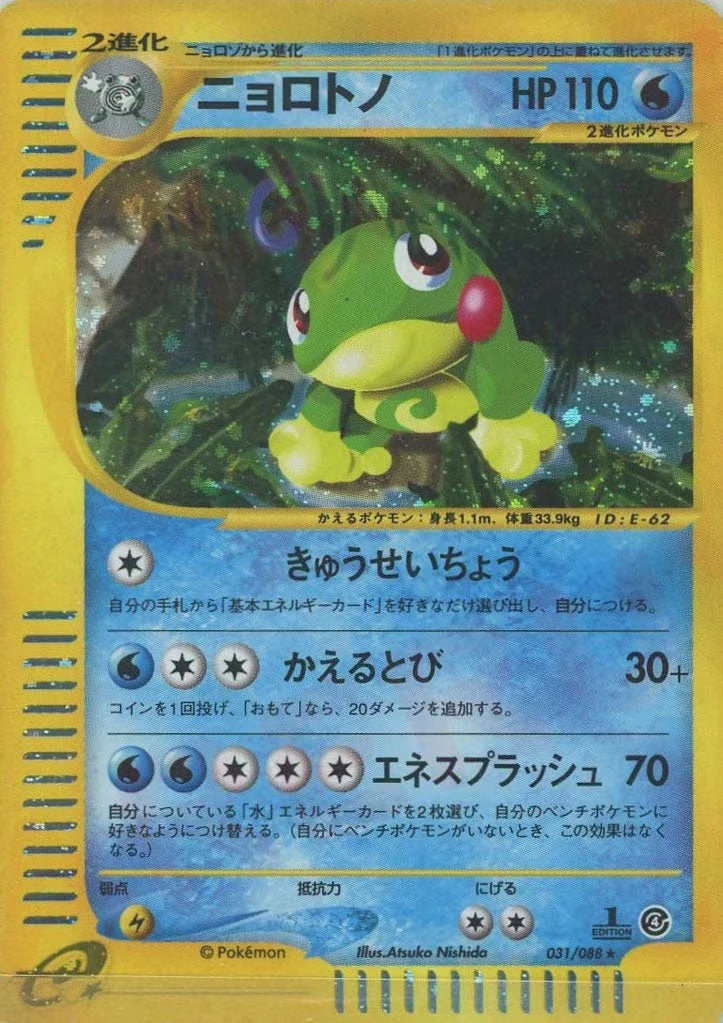 2進化
ニョロゾから進化
「1進化ポケモン」の上に重ねて進化させます。
ニョロトノ HP 110
2進化ポケモン
かえるポケモン：身長1.1m. 体重33.9kg ID:E-62
きゅうせいちょう
自分の手札から「基本エネルギーカード」を好きなだけ選び出し、自分につける。
かえるとび 30+
コインを1回投げ、「おもて」なら、20ダメージを追加する。
エネスプラッシュ 70
自分についている「水」エネルギーカードを2枚選び、自分のベンチポケモンに
好きなようにつけ替える。（自分にベンチポケモンがいないとき、この効果はなく
なる。）
弱点 抵抗力 にげる
1 EDITION
4
©Pokémon Illus.Atsuko Nishida 031/088★
e